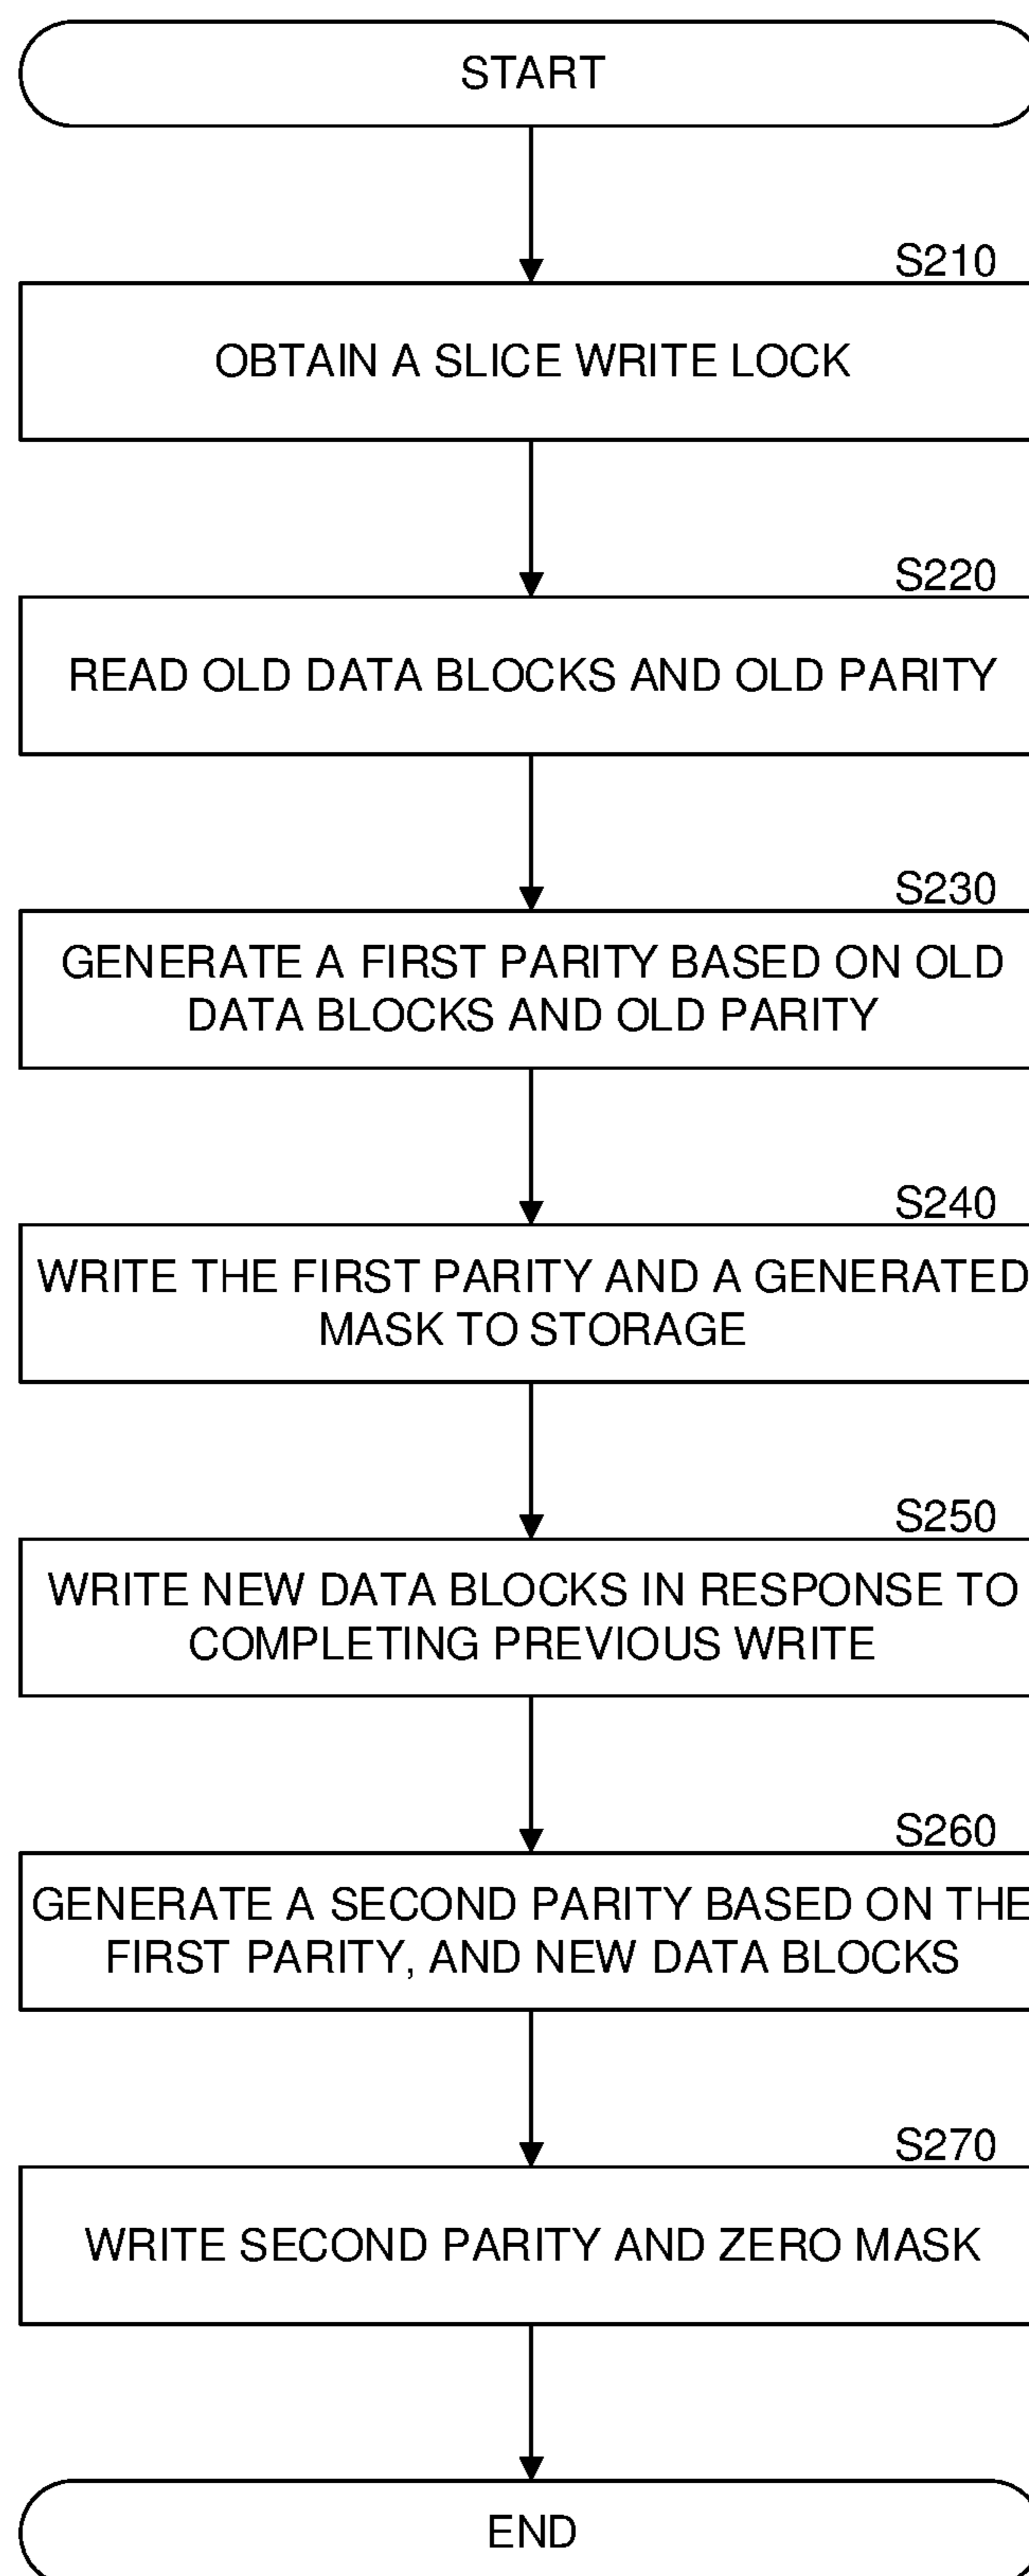 START
S210
OBTAIN A SLICE WRITE LOCK
S220
READ OLD DATA BLOCKS AND OLD PARITY
S230
GENERATE A FIRST PARITY BASED ON OLD
DATA BLOCKS AND OLD PARITY
S240
WRITE THE FIRST PARITY AND A GENERATED
MASK TO STORAGE
S250
WRITE NEW DATA BLOCKS IN RESPONSE TO
COMPLETING PREVIOUS WRITE
S260
GENERATE A SECOND PARITY BASED ON THE
FIRST PARITY, AND NEW DATA BLOCKS
S270
WRITE SECOND PARITY AND ZERO MASK
END